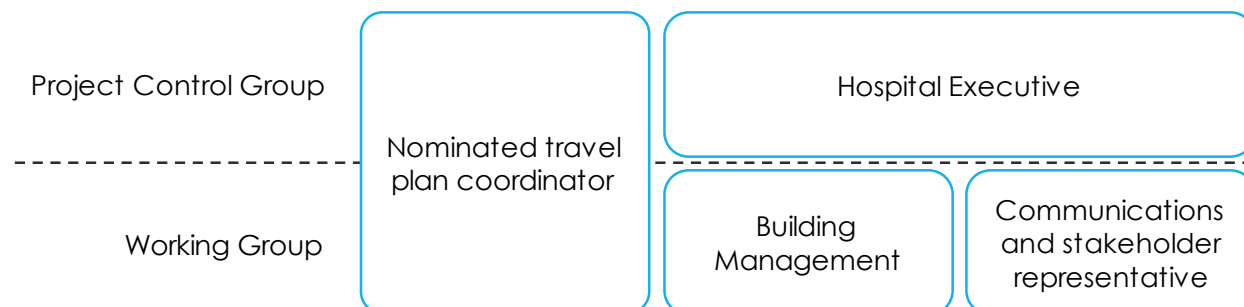 Project Control Group
Hospital Executive
Nominated travel
plan coordinator
Working Group
Building
Management
Communications
and stakeholder
representative